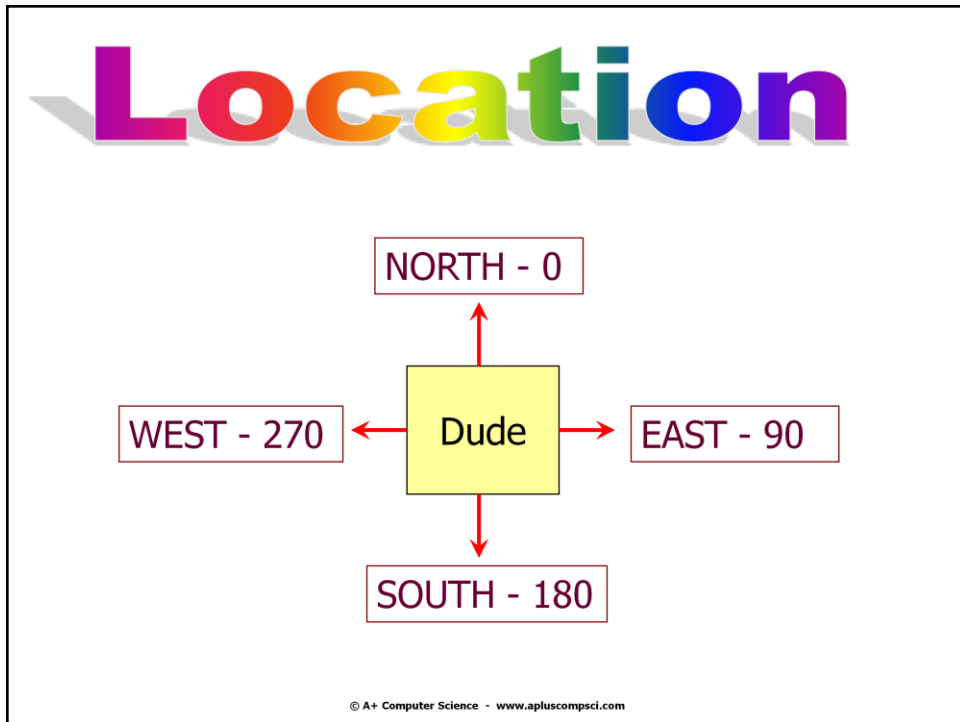 Location
NORTH - 0
WEST - 270
Dude
EAST - 90
SOUTH - 180
© A+ Computer Science - www.apluscompsci.com